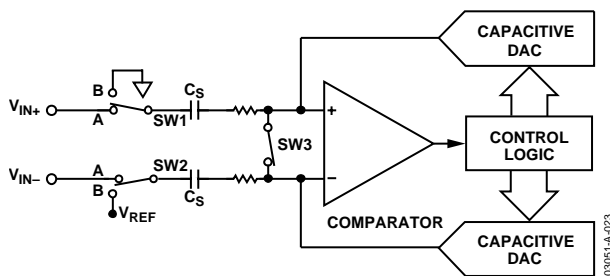 CAPACITIVE
DAC
B
CS
VIN+
A
SW1
+
SW3
CONTROL
LOGIC
VIN–
A
SW2
–
B
CS
VREF
COMPARATOR
CAPACITIVE
DAC
03051-A-023